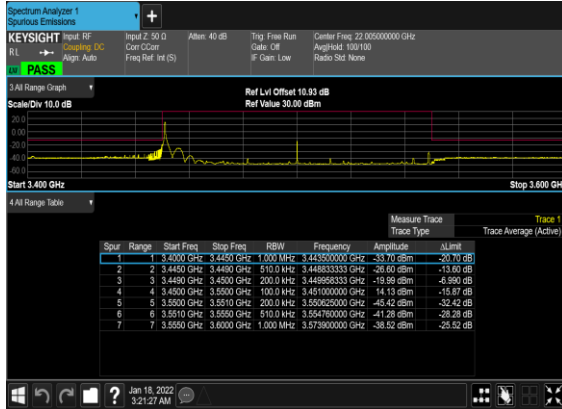 Spectrum Analyzer 1
Spurious Emissions
KEYSIGHT Input: RF Input Z: 50 Ω Atten: 40 dB Trig: Free Run Center Freq: 22.005000000 GHz
RL Coupling: DC Corr CCorr Gate: Off Avg|Hold: 100/100
Align: Auto Freq Ref: Int (S) IF Gain: Low Radio Std: None
PASS
3 All Range Graph Ref Lvl Offset 10.93 dB
Scale/Div 10.0 dB Ref Value 30.00 dBm
20.0
0.00
-20.0
-40.0
-60.0
Start 3.400 GHz Stop 3.600 GH
4 All Range Table
Measure Trace Trace 1
Trace Type Trace Average (Active)
Spur Range Start Freq Stop Freq RBW Frequency Amplitude ΔLimit
1 1 3.4000 GHz 3.4450 GHz 1.000 MHz 3.443500000 GHz -33.70 dBm -20.70 dB
2 2 3.4450 GHz 3.4490 GHz 510.0 kHz 3.448833333 GHz -26.60 dBm -13.60 dB
3 3 3.4490 GHz 3.4500 GHz 200.0 kHz 3.449958333 GHz -19.99 dBm -6.990 dB
4 4 3.4500 GHz 3.5500 GHz 100.0 kHz 3.451000000 GHz 14.13 dBm -15.87 dB
5 5 3.5500 GHz 3.5510 GHz 200.0 kHz 3.550625000 GHz -45.42 dBm -32.42 dB
6 6 3.5510 GHz 3.5550 GHz 510.0 kHz 3.554760000 GHz -41.28 dBm -28.28 dB
7 7 3.5550 GHz 3.6000 GHz 1.000 MHz 3.573900000 GHz -38.52 dBm -25.52 dB
Jan 18, 2022
3:21:27 AM